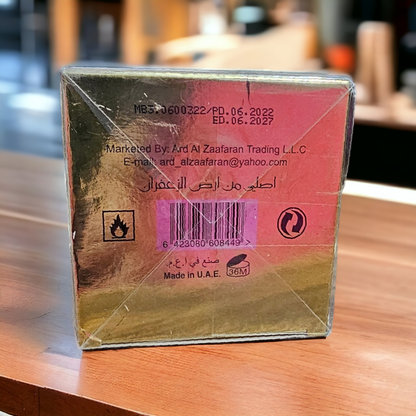 MB3.0600322/PD.06.2022
ED.06.2027
Marketed By: Ard Al Zaafaran Trading L.L.C
E-mail: ard_alzaafaran@yahoo.com
أصلي من أرض الزعفران
6 423080 608449 >
صنع في ا.ع.م.
Made in U.A.E.
36M